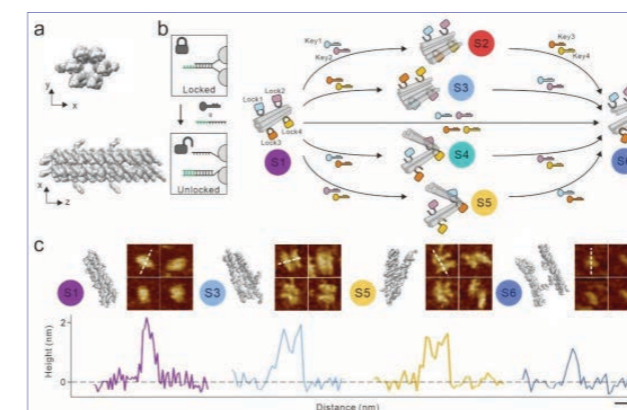 a
y
x
x
z
b
Locked
+
Unlocked
Key1
Key2
Lock1
Lock2
Lock3
Lock4
S1
S2
S3
S4
S5
Key3
Key4
c
S1
S3
S5
S6
Height (nm)
2
0
Distance (nm)